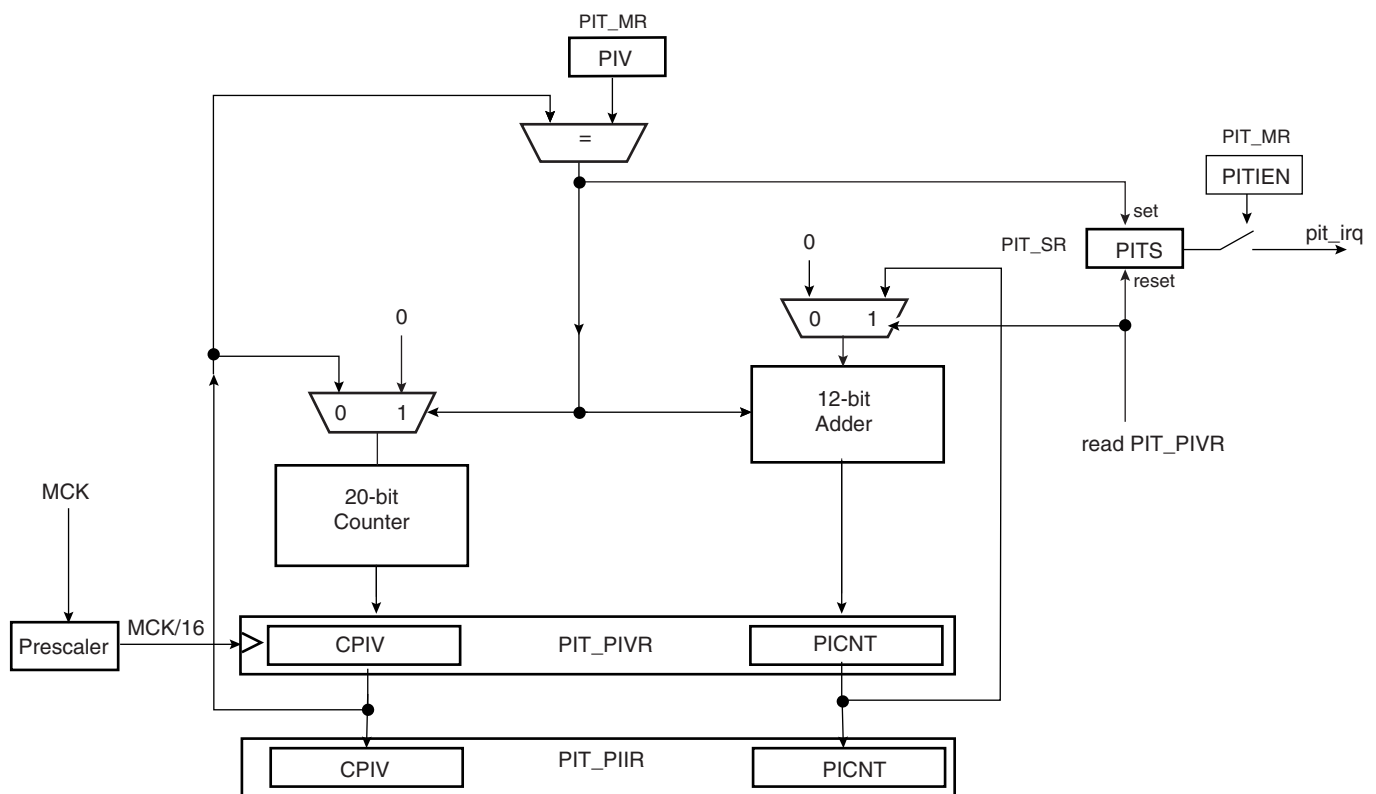 PIT_MR
PIV
=
PIT_MR
PITIEN
set
PIT_SR
PITS
pit_irq
reset
0
0 1
0
0 1
12-bit
Adder
read PIT_PIVR
MCK
20-bit
Counter
Prescaler
MCK/16
CPIV
PIT_PIVR
PICNT
CPIV
PIT_PIIR
PICNT